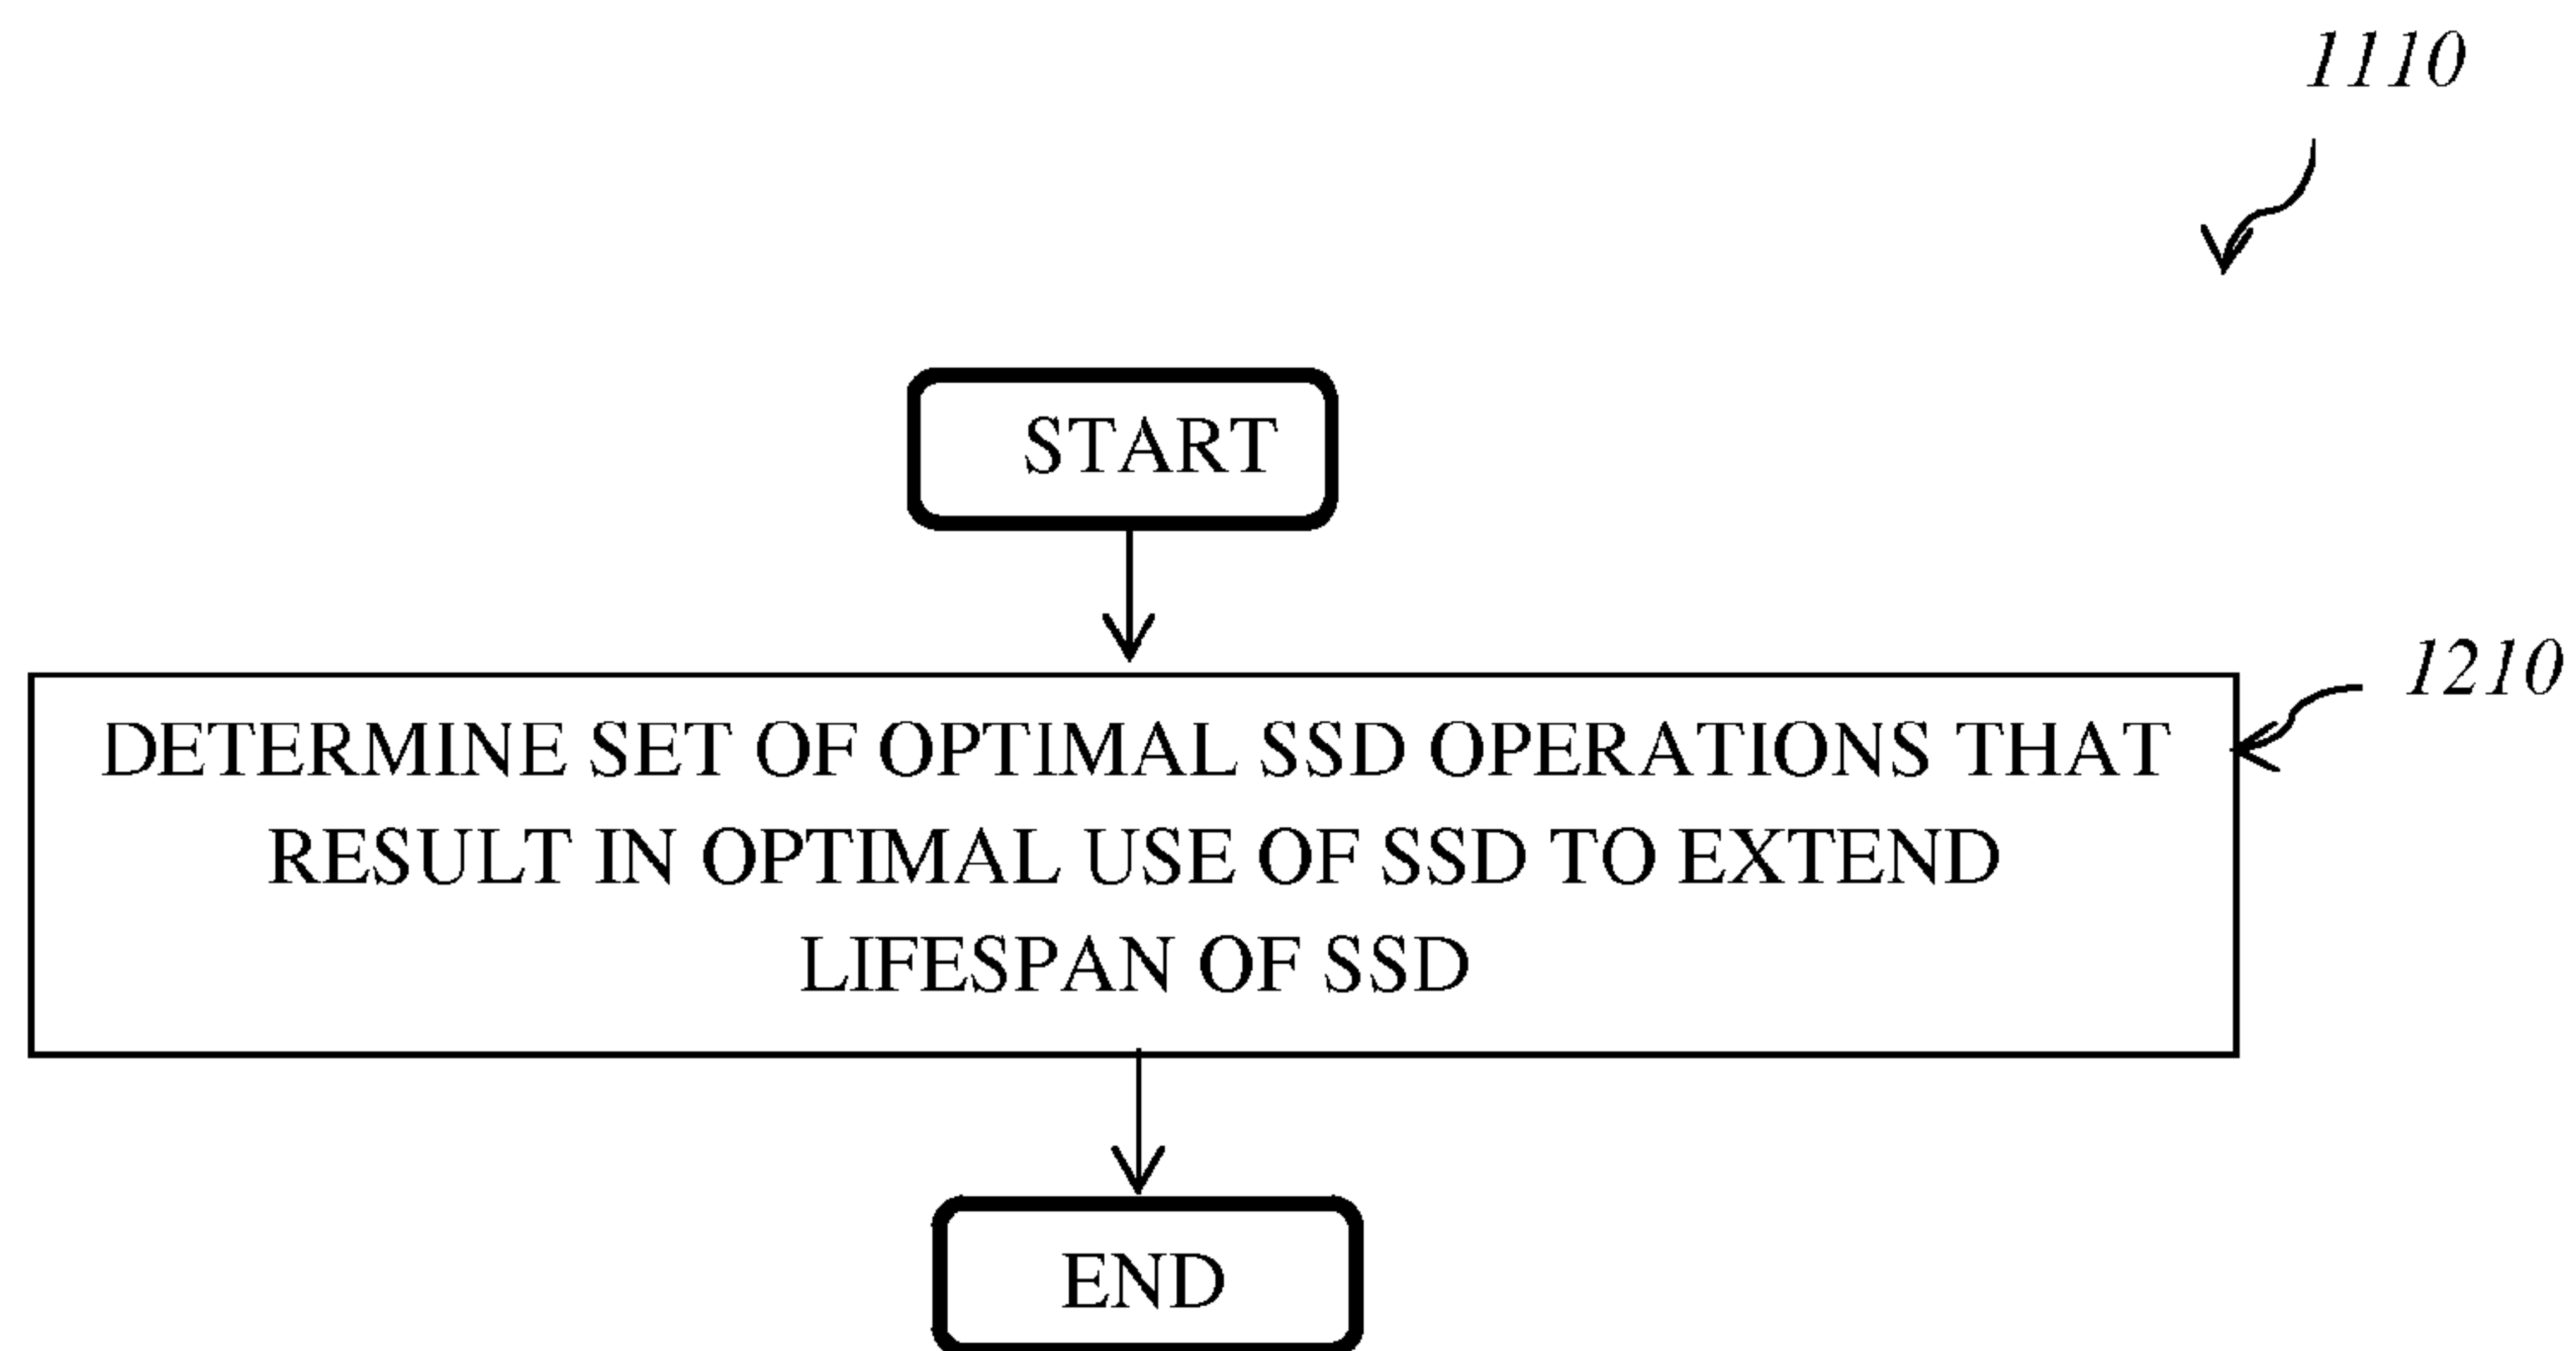 1110
START
1210
DETERMINE SET OF OPTIMAL SSD OPERATIONS THAT
RESULT IN OPTIMAL USE OF SSD TO EXTEND
LIFESPAN OF SSD
END